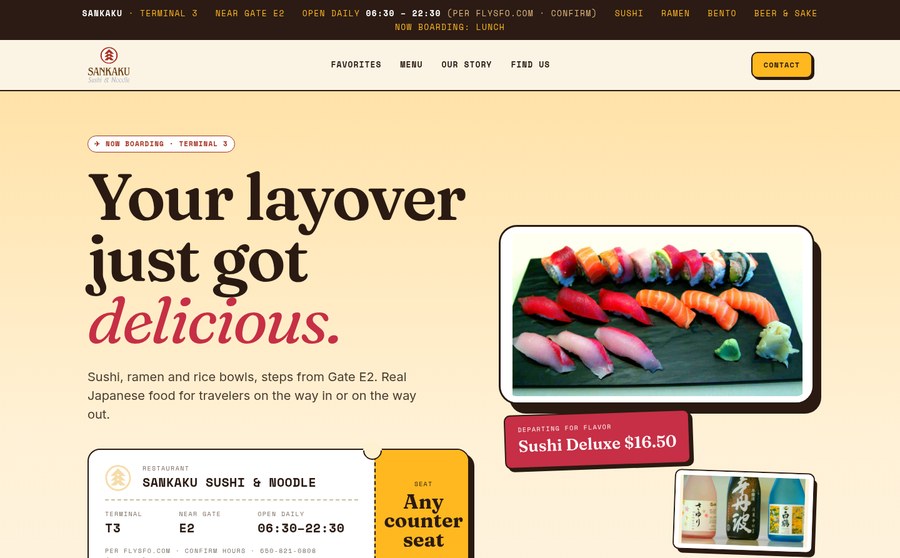 SANKAKU · TERMINAL 3 NEAR GATE E2 OPEN DAILY 06:30 – 22:30 (PER FLYSFO.COM · CONFIRM) SUSHI RAMEN BENTO BEER & SAKE
NOW BOARDING: LUNCH
SANKAKU
Sushi & Noodle
FAVORITES MENU OUR STORY FIND US
CONTACT
✈ NOW BOARDING · TERMINAL 3
Your layover
just got
delicious.
Sushi, ramen and rice bowls, steps from Gate E2. Real
Japanese food for travelers on the way in or on the way
out.
RESTAURANT
SANKAKU SUSHI & NOODLE
TERMINAL NEAR GATE OPEN DAILY
T3 E2 06:30–22:30
PER FLYSFO.COM · CONFIRM HOURS · 650-821-0808
SEAT
Any
counter
seat
DEPARTING FOR FLAVOR
Sushi Deluxe $16.50
さゆり